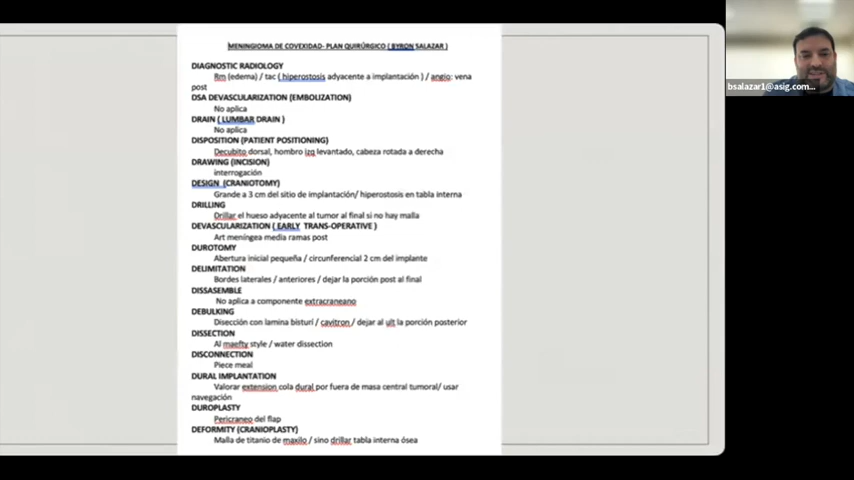 MENINGIOMA DE COVEXIDAD- PLAN QUIRÚRGICO ( BYRON SALAZAR )
DIAGNOSTIC RADIOLOGY
Rm (edema) / tac ( hiperostosis adyacente a implantación ) / angio: vena
post
DSA DEVASCULARIZATION (EMBOLIZATION)
No aplica
DRAIN ( LUMBAR DRAIN )
No aplica
DISPOSITION (PATIENT POSITIONING)
Decubito dorsal, hombro izq levantado, cabeza rotada a derecha
DRAWING (INCISION)
interrogación
DESIGN (CRANIOTOMY)
Grande a 3 cm del sitio de implantación/ hiperostosis en tabla interna
DRILLING
Drillar el hueso adyacente al tumor al final si no hay malla
DEVASCULARIZATION ( EARLY TRANS-OPERATIVE )
Art meníngea media ramas post
DUROTOMY
Abertura inicial pequeña / circunferencial 2 cm del implante
DELIMITATION
Bordes laterales / anteriores / dejar la porción post al final
DISSASEMBLE
No aplica a componente extracraneano
DEBULKING
Disección con lamina bisturí / cavitron / dejar al ult la porción posterior
DISSECTION
Al maefty style / water dissection
DISCONNECTION
Piece meal
DURAL IMPLANTATION
Valorar extension cola dural por fuera de masa central tumoral/ usar
navegación
DUROPLASTY
Pericraneo del flap
DEFORMITY (CRANIOPLASTY)
Malla de titanio de maxilo / sino drillar tabla interna ósea
bsalazar1@asig.com...